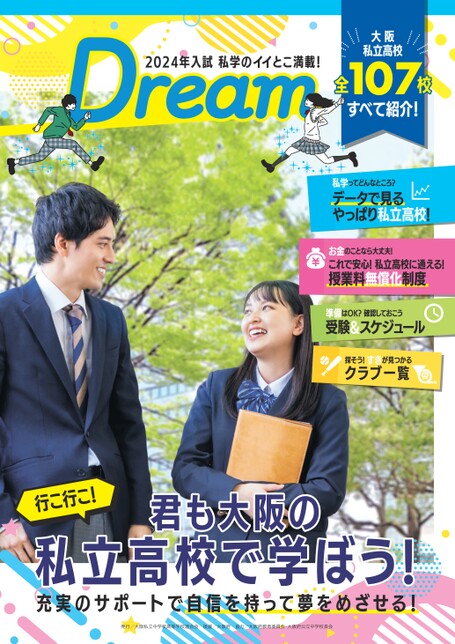 2024年入試 私学のイイとこ満載！
Dream
大阪
私立高校
全107校
すべて紹介！
私学ってどんなところ？
データで見る
やっぱり私立高校！
お金のことなら大丈夫！
これで安心！ 私立高校に通える！
授業料無償化制度
準備はOK？ 確認しておこう
受験&スケジュール
探そう！ すきが見つかる
クラブ一覧
行こ行こ！
君も大阪の
私立高校で学ぼう！
充実のサポートで自信を持って夢をめざせる！